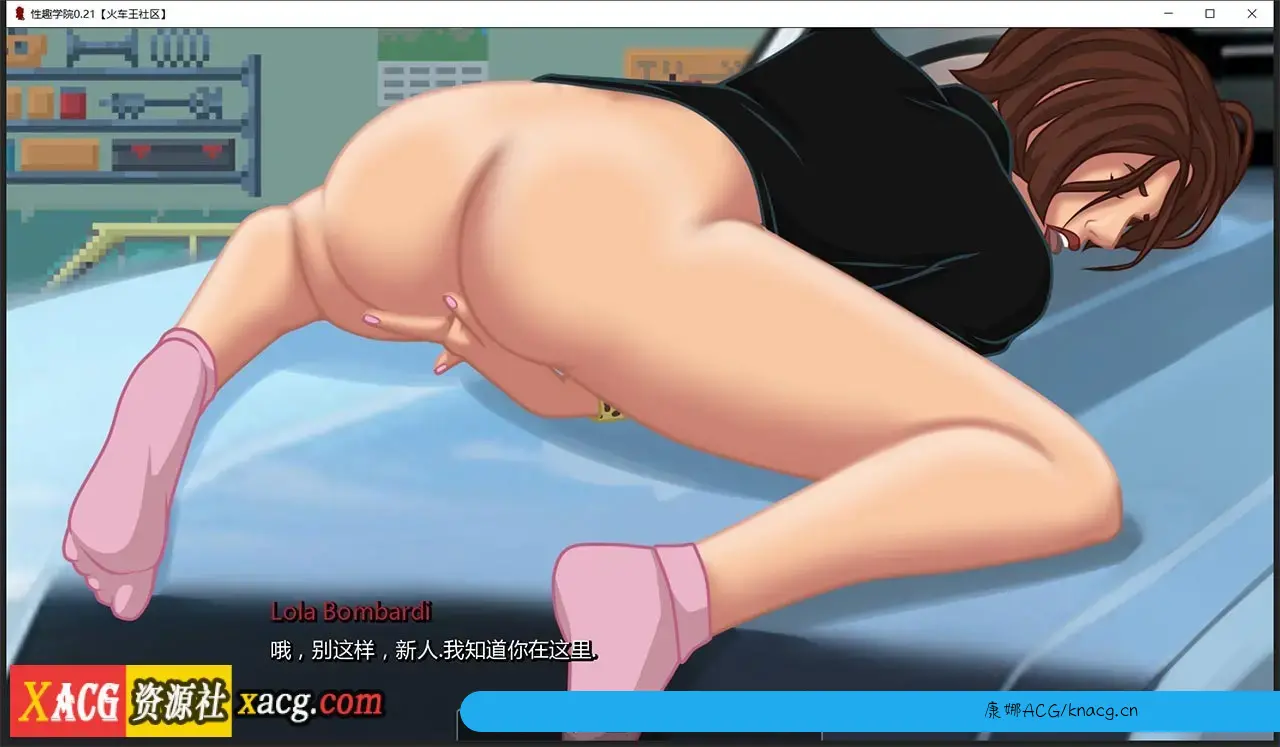 性趣学院0.21【火车王社区】
Lola Bombardi
哦，别这样，新人.我知道你在这里.
XACG 资源社 xacg.com
康娜ACG/knacg.cn